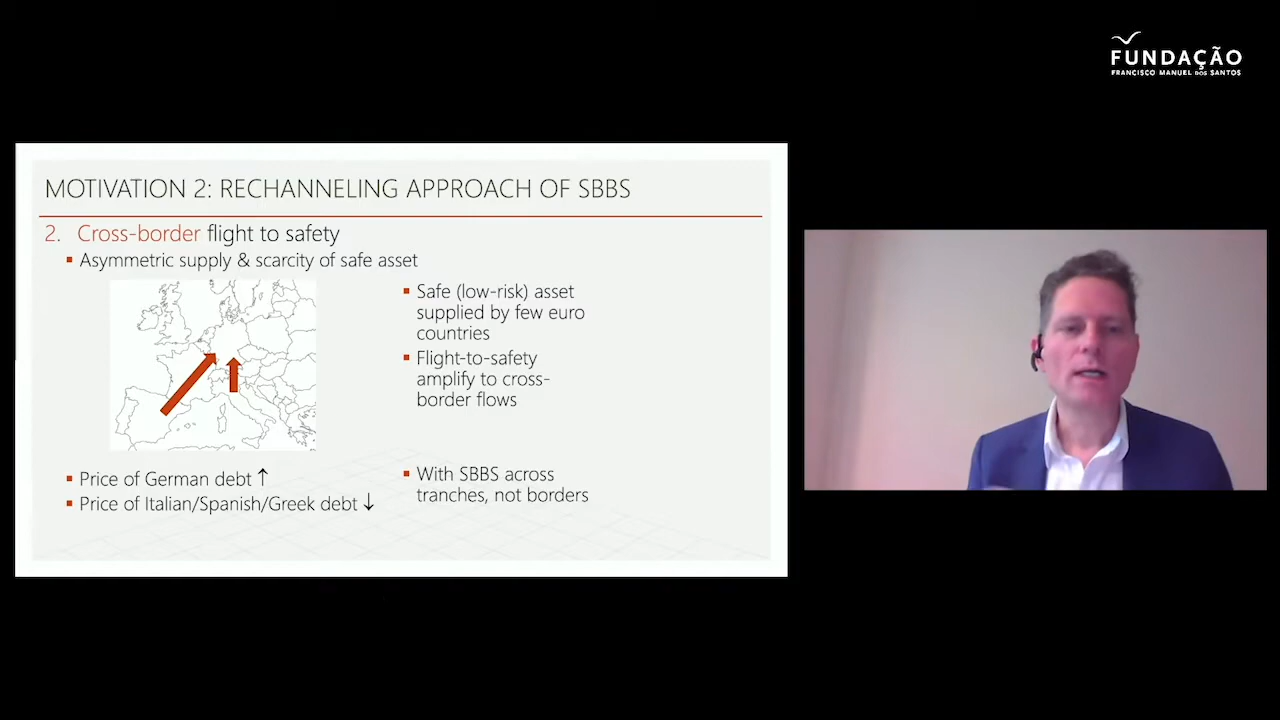 FUNDAÇÃO
FRANCISCO MANUEL DOS SANTOS
MOTIVATION 2: RECHANNELING APPROACH OF SBBS
2. Cross-border flight to safety
▪ Asymmetric supply & scarcity of safe asset
▪ Safe (low-risk) asset
supplied by few euro
countries
▪ Flight-to-safety
amplify to cross-
border flows
▪ Price of German debt ↑
▪ Price of Italian/Spanish/Greek debt ↓
▪ With SBBS across
tranches, not borders